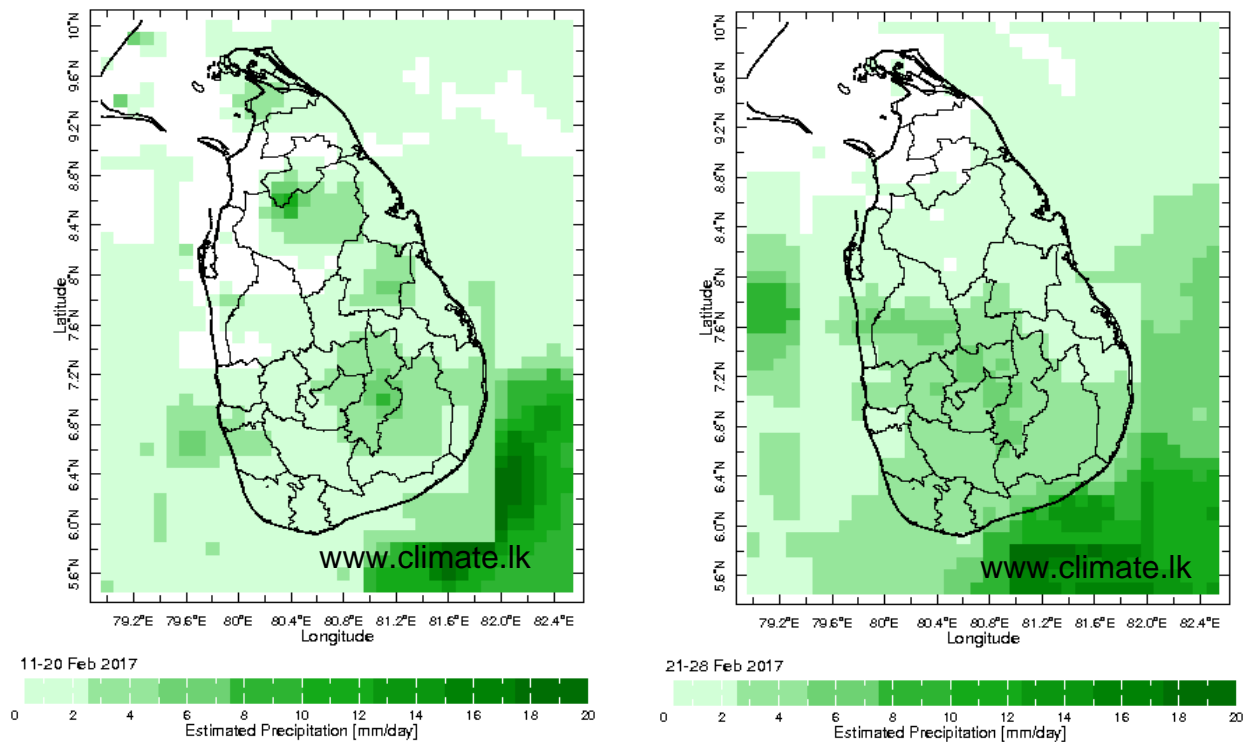 10°N
9.6°N
9.2°N
8.8°N
8.4°N
8°N
7.6°N
7.2°N
6.8°N
6.4°N
6.0°N
5.6°N
Latitude
www.climate.lk
79.2°E 79.6°E 80°E 80.4°E 80.8°E 81.2°E 81.6°E 82.0°E 82.4°E
Longitude
11-20 Feb 2017
0 2 4 6 8 10 12 14 16 18 20
Estimated Precipitation [mm/day]
10°N
9.6°N
9.2°N
8.8°N
8.4°N
8°N
7.6°N
7.2°N
6.8°N
6.4°N
6.0°N
5.6°N
Latitude
www.climate.lk
79.2°E 79.6°E 80°E 80.4°E 80.8°E 81.2°E 81.6°E 82.0°E 82.4°E
Longitude
21-28 Feb 2017
0 2 4 6 8 10 12 14 16 18 20
Estimated Precipitation [mm/day]